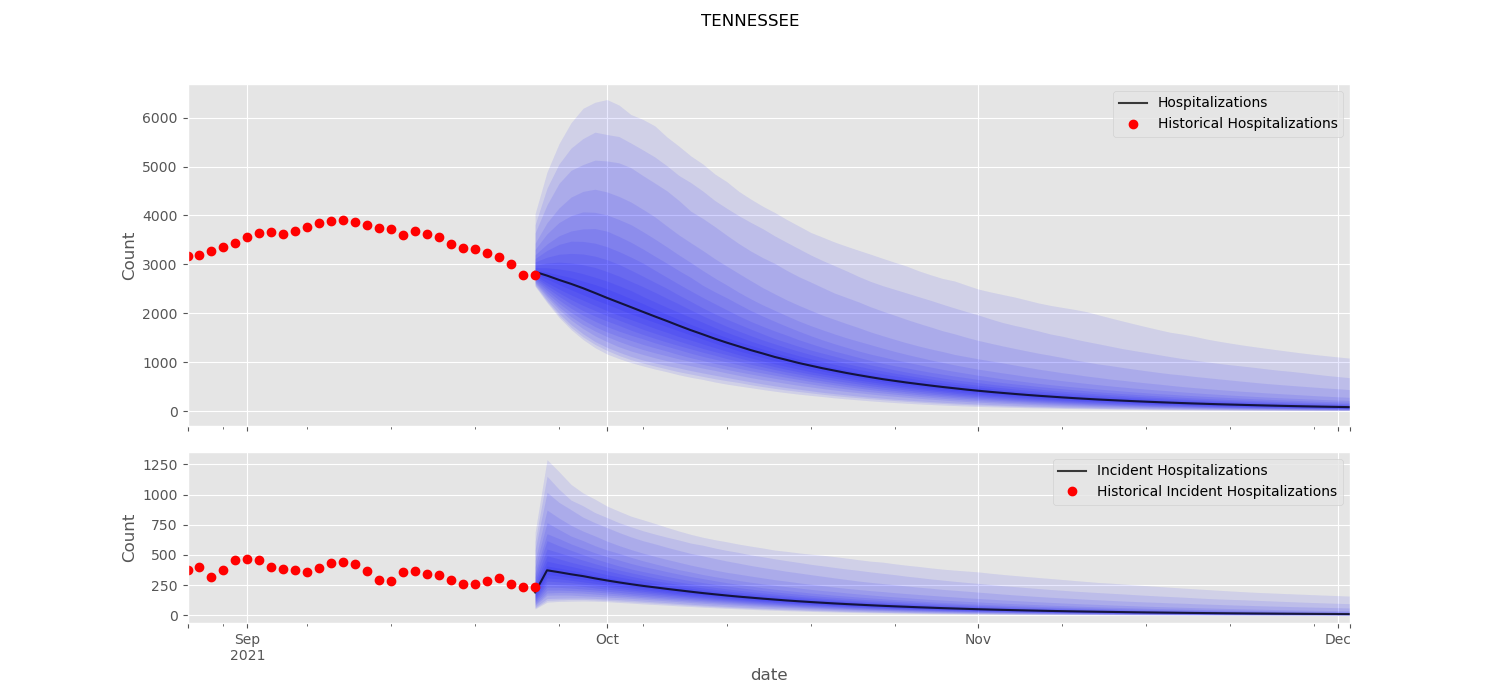 TENNESSEE
Hospitalizations
Historical Hospitalizations
6000
5000
4000
3000
2000
1000
0
Count
Incident Hospitalizations
Historical Incident Hospitalizations
1250
1000
750
500
250
0
Count
Sep
2021
Oct
Nov
Dec
date